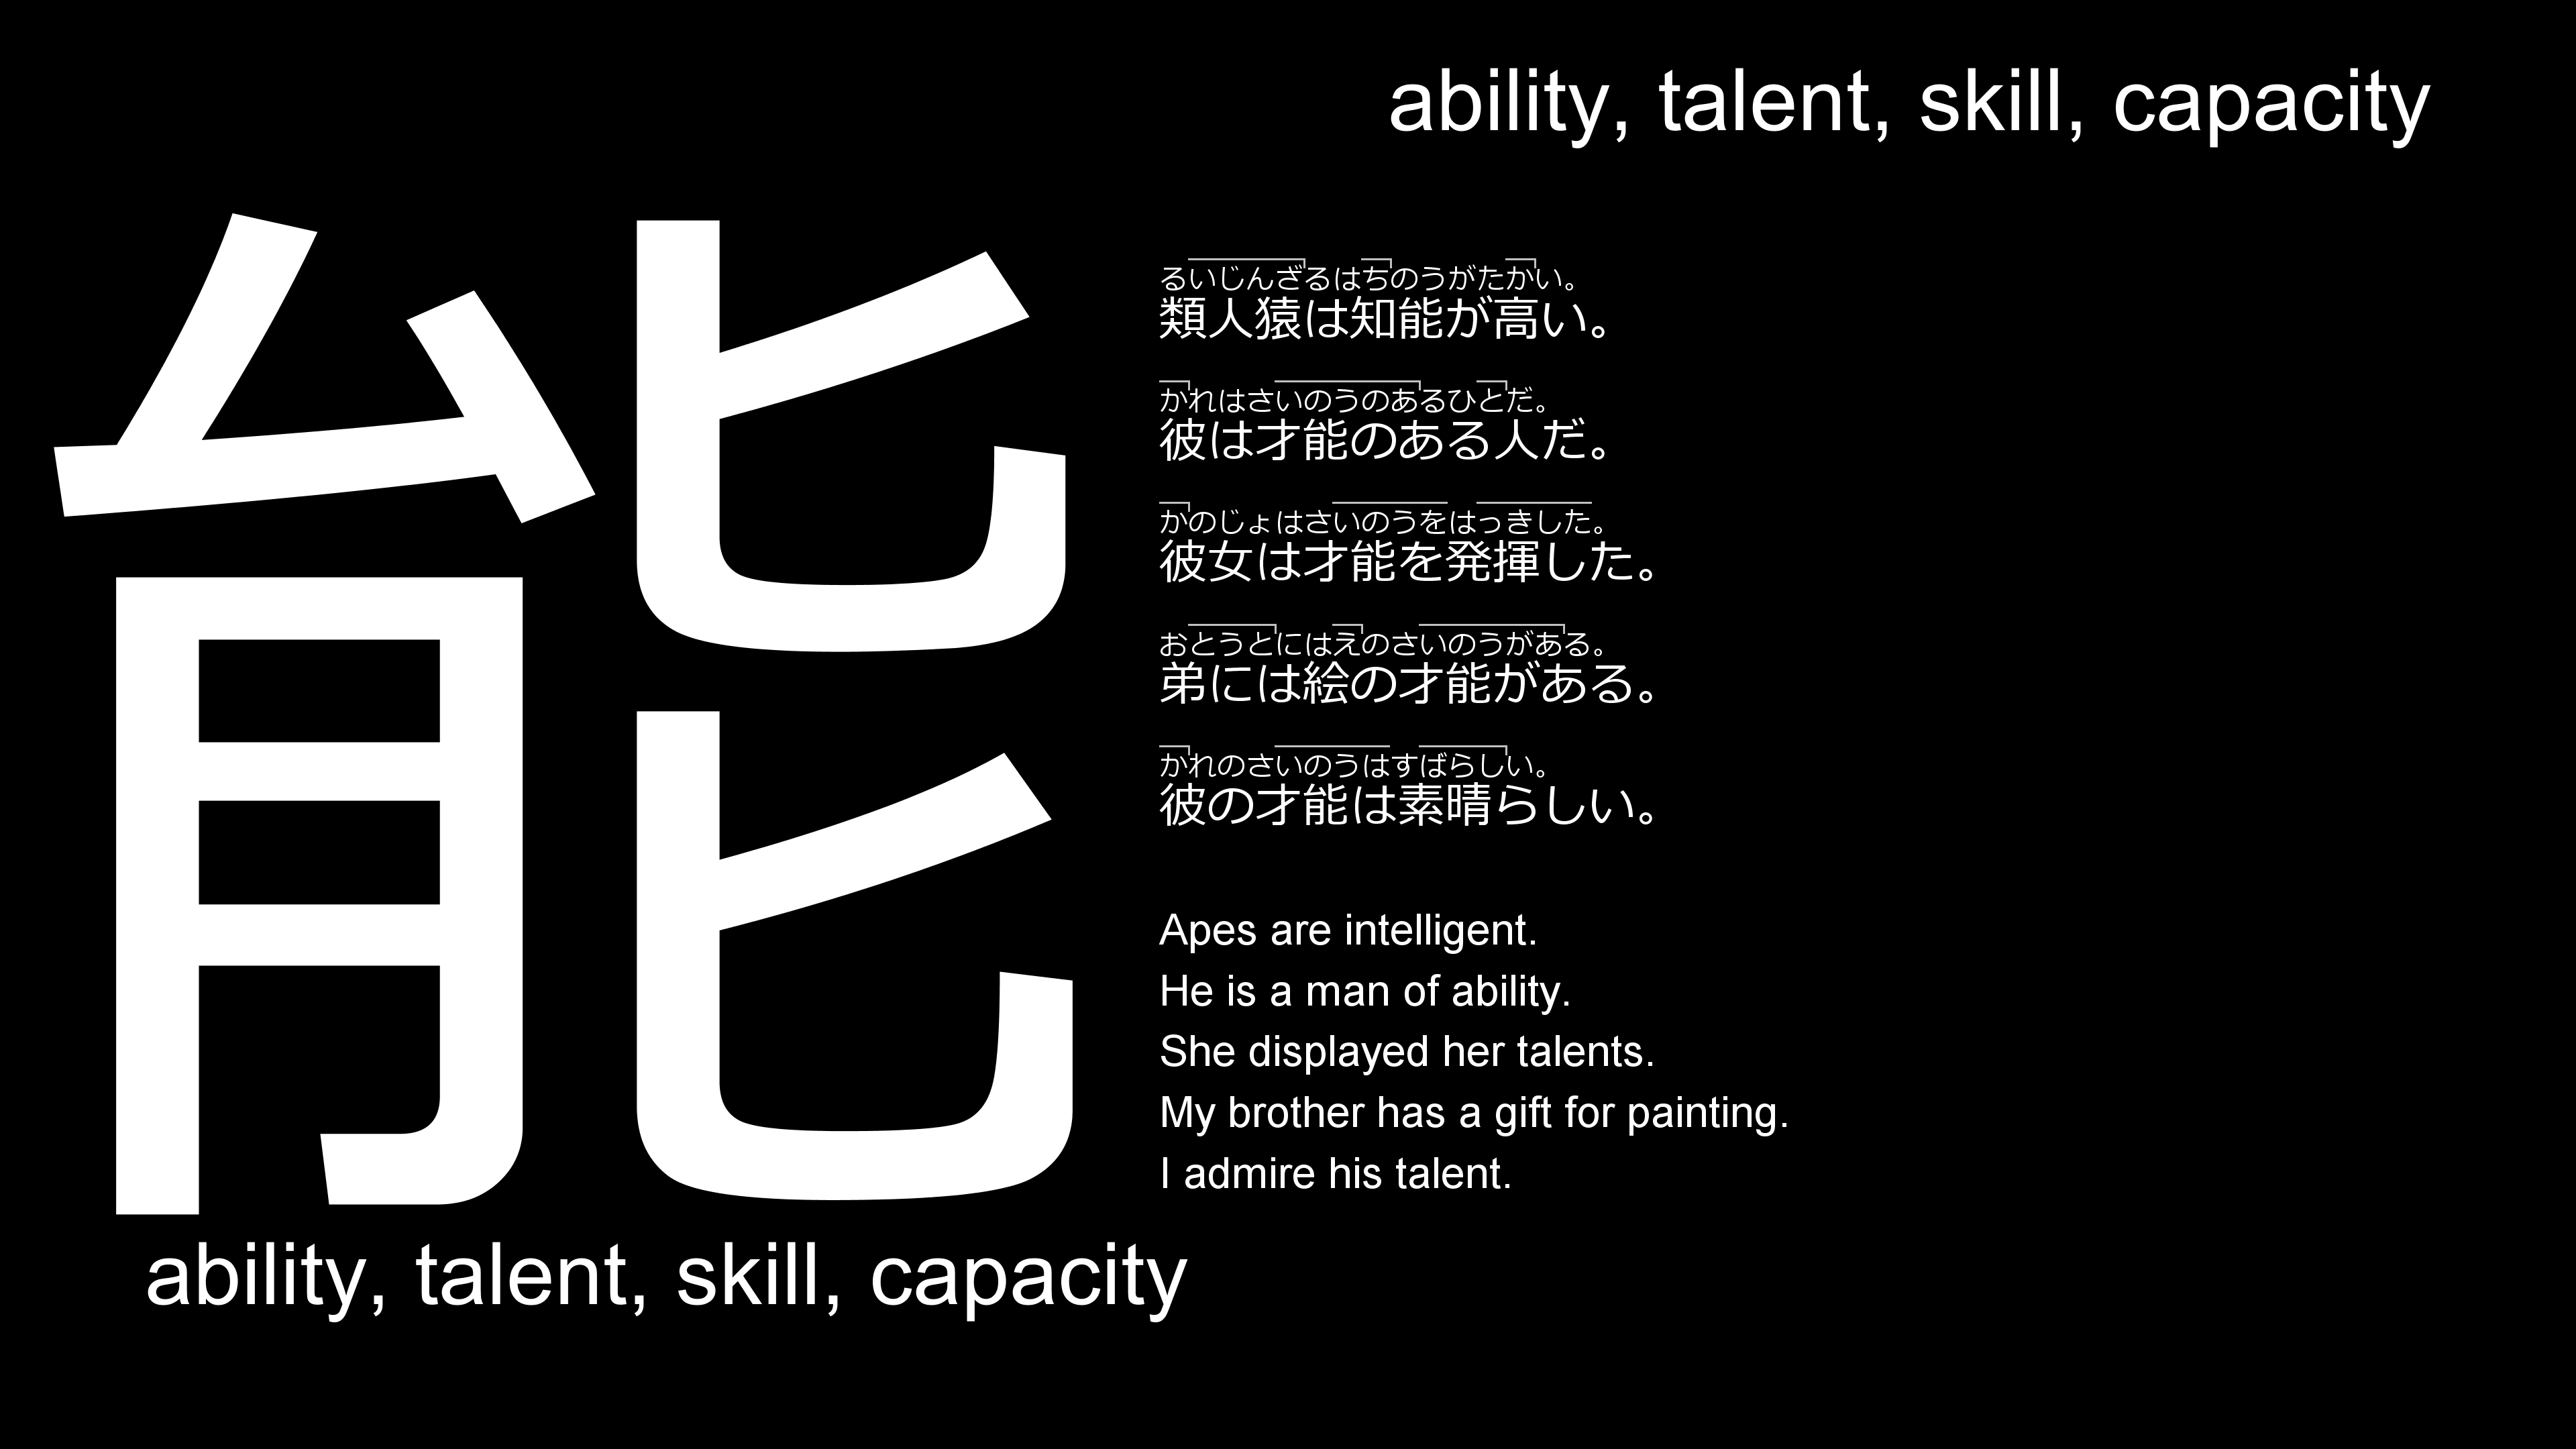 ability, talent, skill, capacity
能
るいじんざるはちのうがたかい。
類人猿は知能が高い。
かれはさいのうのあるひとだ。
彼は才能のある人だ。
かのじょはさいのうをはっきした。
彼女は才能を発揮した。
おとうとにはえのさいのうがある。
弟には絵の才能がある。
かれのさいのうはすばらしい。
彼の才能は素晴らしい。
Apes are intelligent.
He is a man of ability.
She displayed her talents.
My brother has a gift for painting.
I admire his talent.
ability, talent, skill, capacity